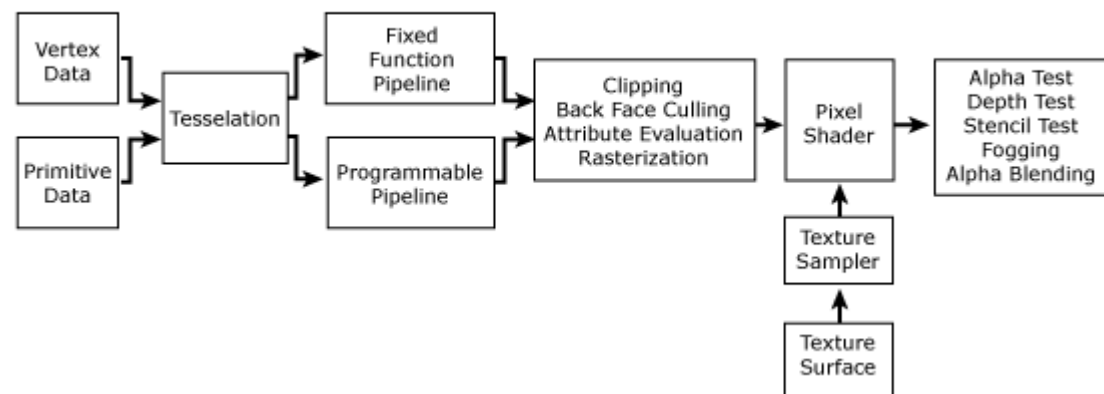 Vertex
Data
Primitive
Data
Tesselation
Fixed
Function
Pipeline
Programmable
Pipeline
Clipping
Back Face Culling
Attribute Evaluation
Rasterization
Pixel
Shader
Texture
Sampler
Texture
Surface
Alpha Test
Depth Test
Stencil Test
Fogging
Alpha Blending